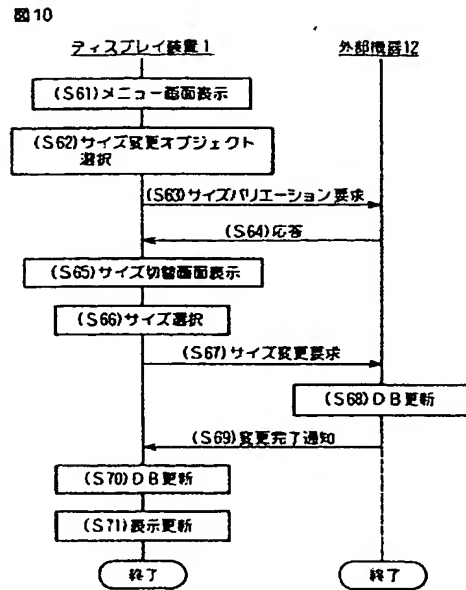 図10
ディスプレイ装置1
外部機器12
(S61)メニュー画面表示
(S62)サイズ変更オブジェクト
選択
(S63)サイズバリエーション要求
(S64)応答
(S65)サイズ切替画面表示
(S66)サイズ選択
(S67)サイズ変更要求
(S68)DB更新
(S69)変更完了通知
(S70)DB更新
(S71)表示更新
終了
終了